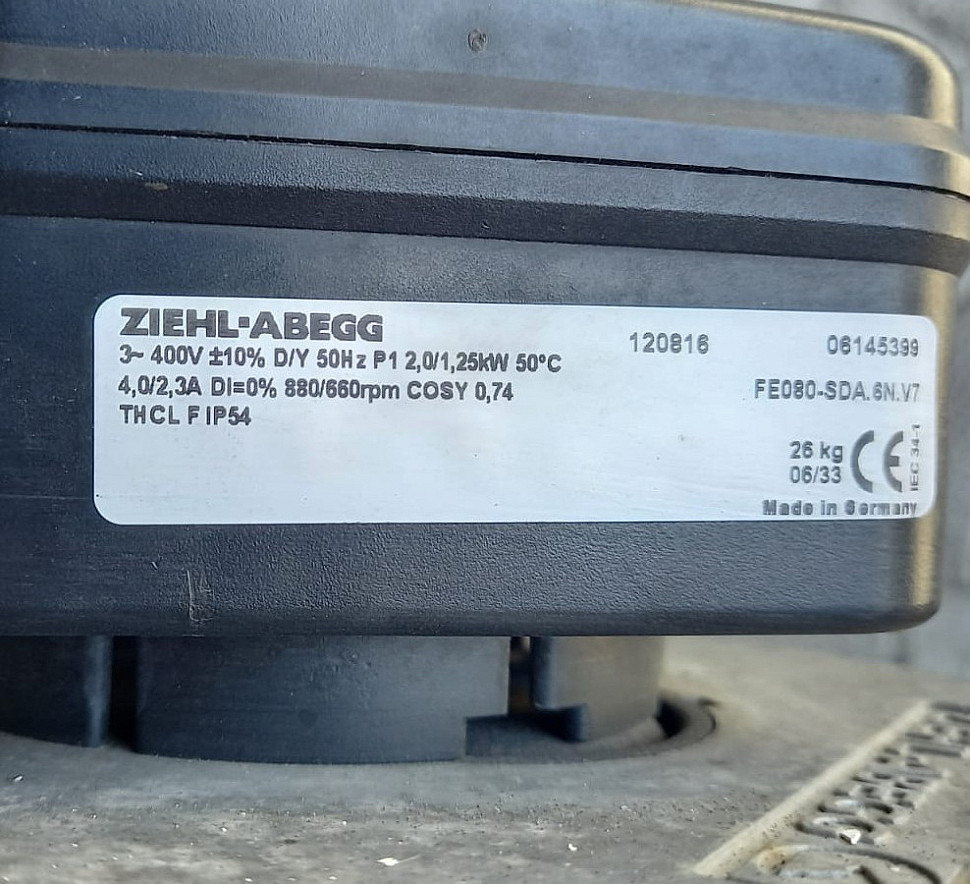 ZIEHL-ABEGG
3~ 400V ±10% D/Y 50Hz P1 2,0/1,25kW 50°C
4,0/2,3A DI=0% 880/660rpm COSY 0,74
THCL F IP54
120816 06145399
FE080-SDA.6N.V7
26 kg
06/33
CE
IEC 34-1
Made in Germany